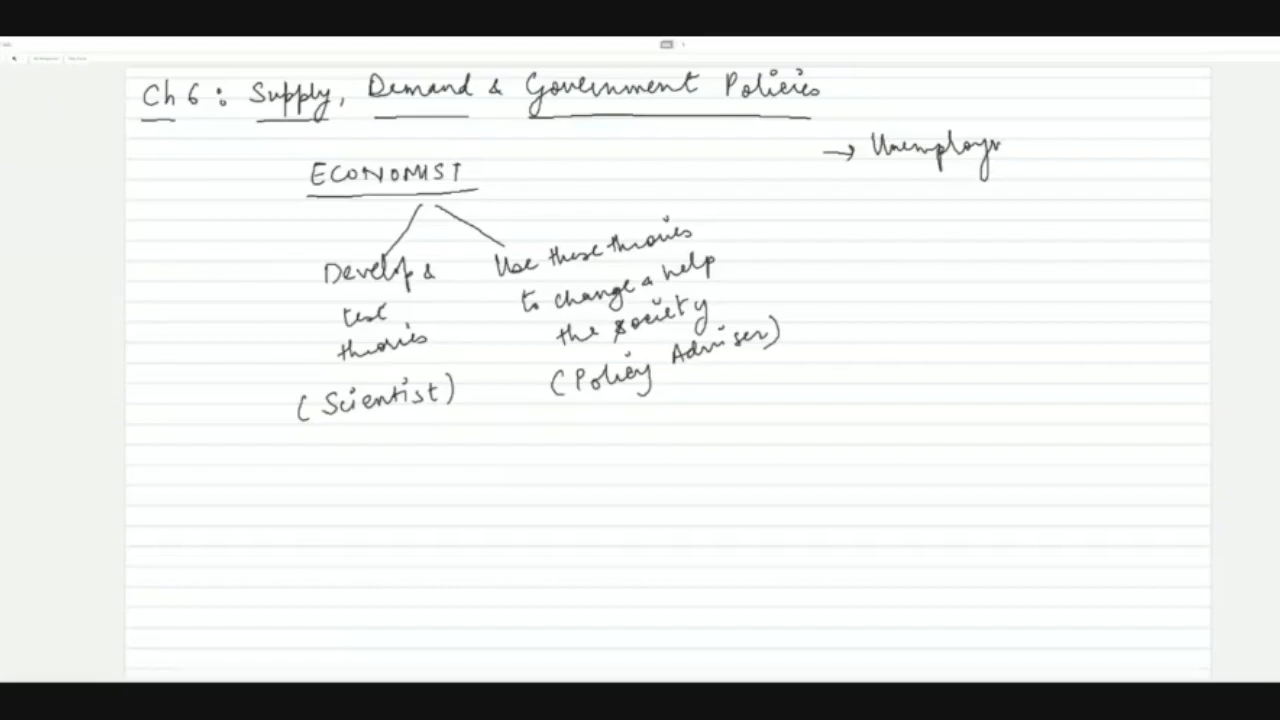 Ch 6: Supply, Demand & Government Policies
→ Unemploym
ECONOMIST
Develop &
test
theories
(Scientist)
Use these theories
to change & help
the society
(Policy Adviser)